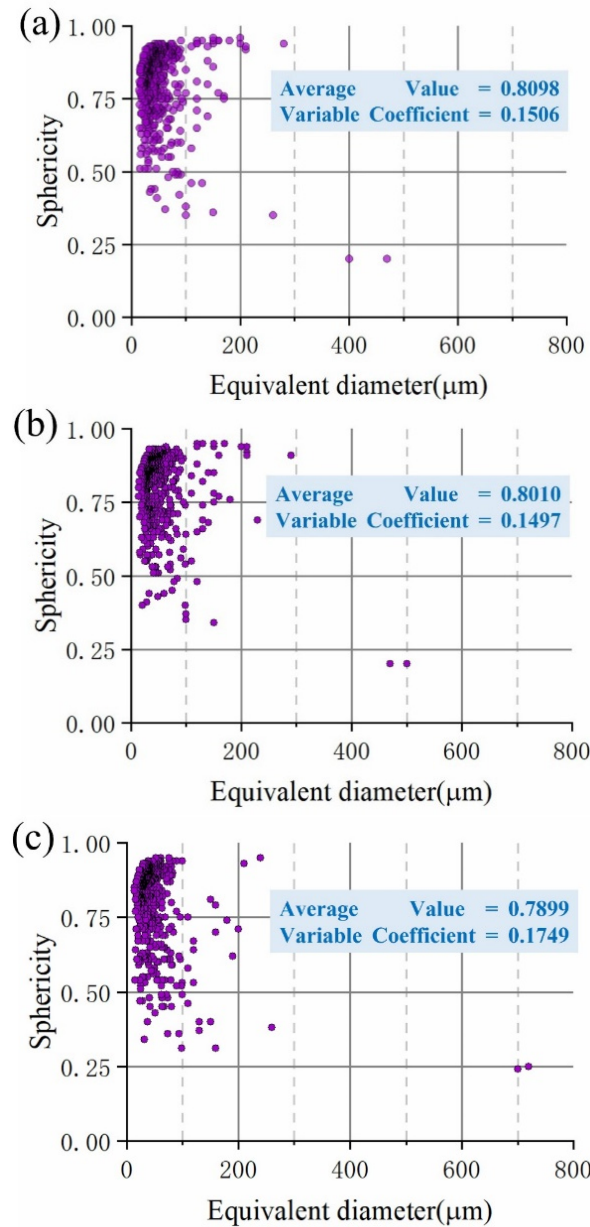 (a)
1. 00
0. 75
0. 50
0. 25
0. 00
Sphericity
Average Value = 0.8098
Variable Coefficient = 0.1506
0 200 400 600 800
Equivalent diameter(μm)
(b)
1. 00
0. 75
0. 50
0. 25
0. 00
Sphericity
Average Value = 0.8010
Variable Coefficient = 0.1497
0 200 400 600 800
Equivalent diameter(μm)
(c)
1. 00
0. 75
0. 50
0. 25
0. 00
Sphericity
Average Value = 0.7899
Variable Coefficient = 0.1749
0 200 400 600 800
Equivalent diameter(μm)